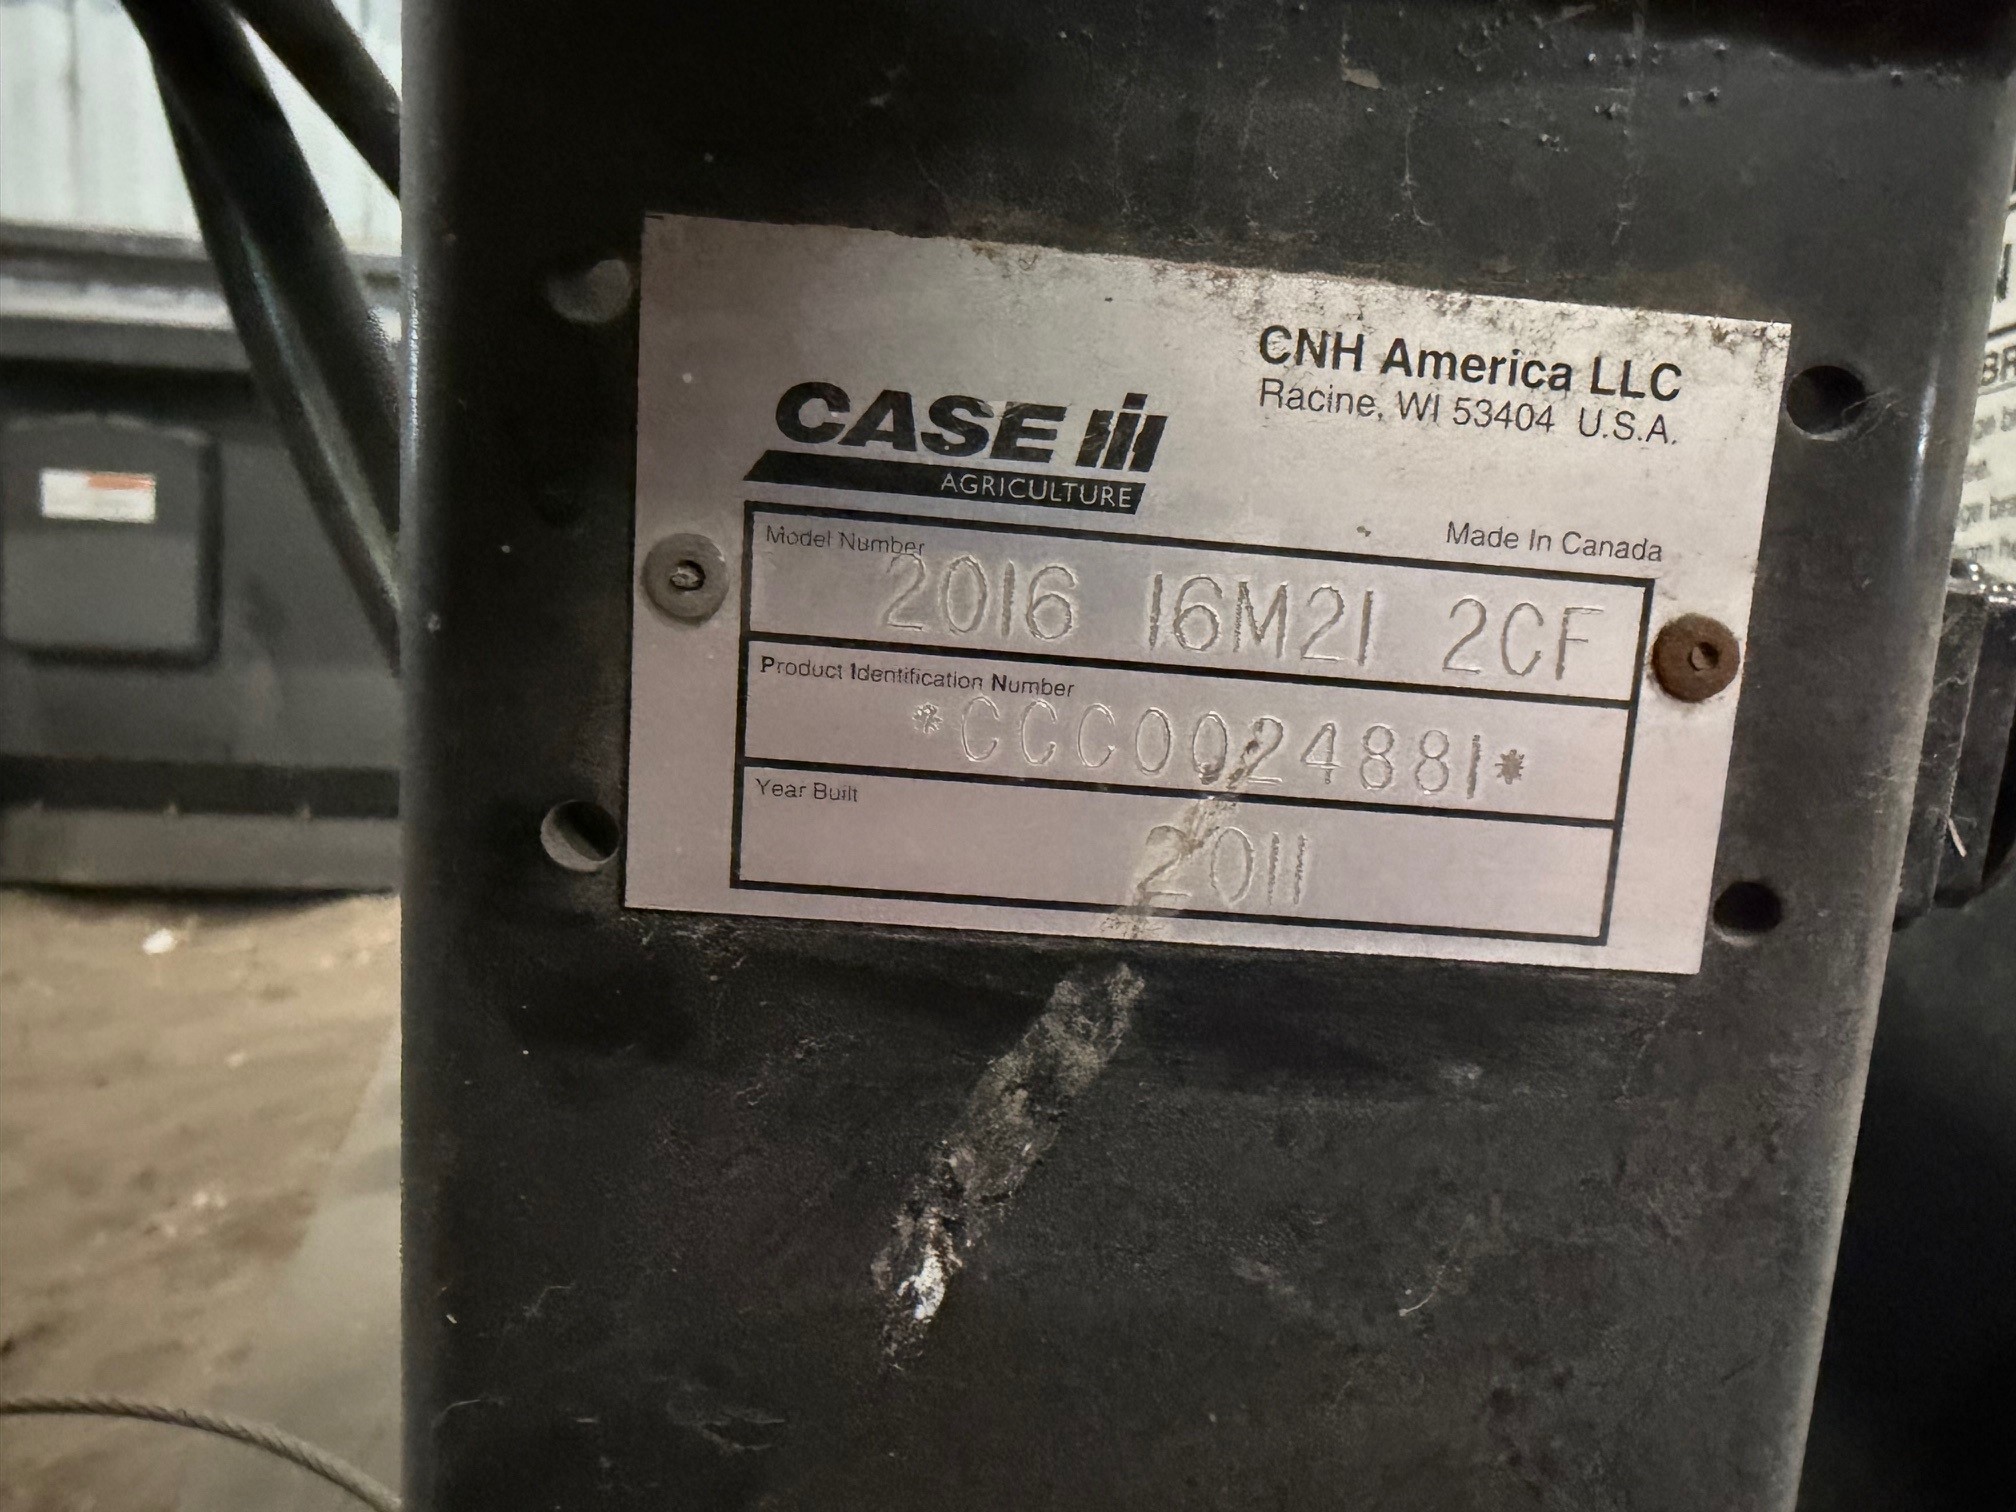 CNH America LLC
Racine, WI 53404 U.S.A.
CASE IH
AGRICULTURE
Made In Canada
Model Number
2016 16M21 2CF
Product Identification Number
*CCC0024881*
Year Built
2011